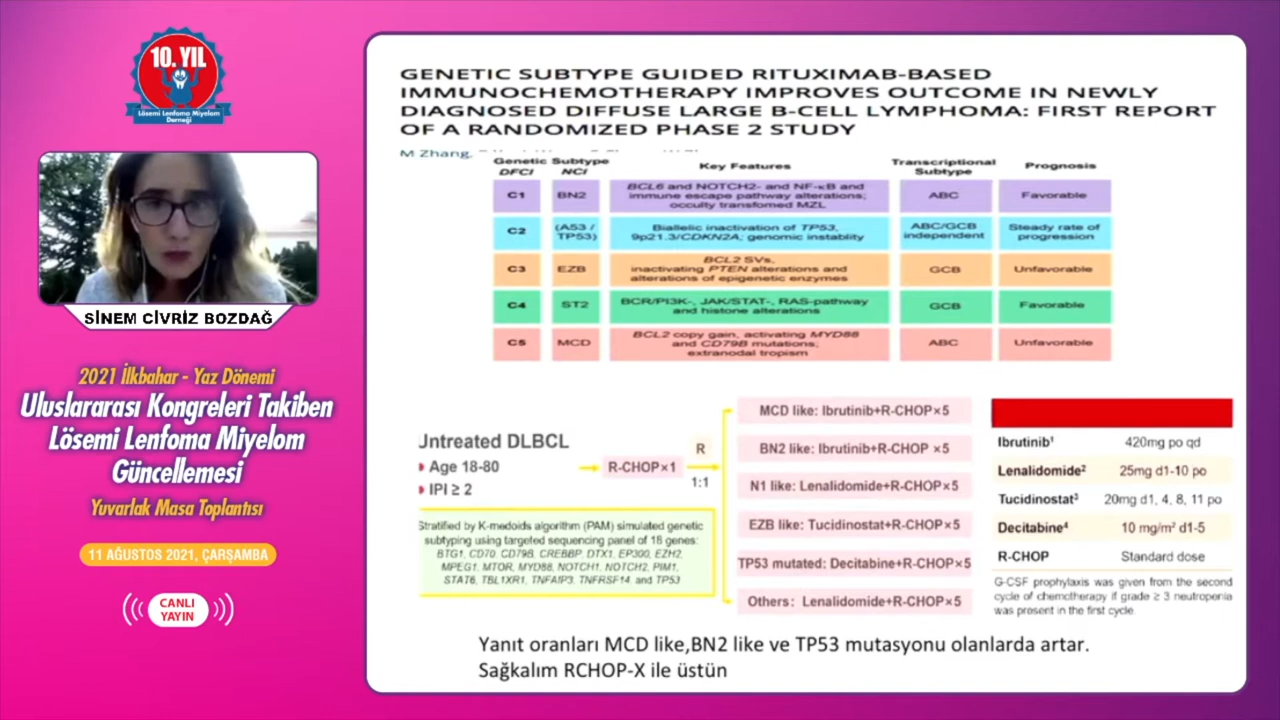 10. YIL
Lösemi Lenfoma Miyelom
Derneği
SİNEM CİVRİZ BOZDAĞ
2021 İlkbahar - Yaz Dönemi
Uluslararası Kongreleri Takiben
Lösemi Lenfoma Miyelom
Güncellemesi
Yuvarlak Masa Toplantısı
11 AĞUSTOS 2021, ÇARŞAMBA
CANLI
YAYIN
GENETIC SUBTYPE GUIDED RITUXIMAB-BASED
IMMUNOCHEMOTHERAPY IMPROVES OUTCOME IN NEWLY
DIAGNOSED DIFFUSE LARGE B-CELL LYMPHOMA: FIRST REPORT
OF A RANDOMIZED PHASE 2 STUDY
M Zhang,
Genetic Subtype Key Features Transcriptional Prognosis
DFCI NCI Subtype
C1 BN2 BCL6 and NOTCH2- and NF-κB and immune escape pathway alterations; occultly transfomed MZL ABC Favorable
C2 (A53 / TP53) Biallelic inactivation of TP53, 9p21.3/CDKN2A; genomic instablity ABC/GCB independent Steady rate of progression
C3 EZB BCL2 SVs, inactivating PTEN alterations and alterations of epigenetic enzymes GCB Unfavorable
C4 ST2 BCR/PI3K-, JAK/STAT-, RAS-pathway and histone alterations GCB Favorable
C5 MCD BCL2 copy gain, activating MYD88 and CD79B mutations; extranodal tropism ABC Unfavorable
Untreated DLBCL
Age 18-80
IPI ≥ 2
Stratified by K-medoids algorithm (PAM) simulated genetic
subtyping using targeted sequencing panel of 18 genes:
BTG1, CD70, CD79B, CREBBP, DTX1, EP300, EZH2,
MPEG1, MTOR, MYD88, NOTCH1, NOTCH2, PIM1,
STAT6, TBL1XR1, TNFAIP3, TNFRSF14, and TP53
R-CHOP×1
R
1:1
MCD like: Ibrutinib+R-CHOP×5
BN2 like: Ibrutinib+R-CHOP ×5
N1 like: Lenalidomide+R-CHOP×5
EZB like: Tucidinostat+R-CHOP×5
TP53 mutated: Decitabine+R-CHOP×5
Others: Lenalidomide+R-CHOP×5
Ibrutinib¹ 420mg po qd
Lenalidomide² 25mg d1-10 po
Tucidinostat³ 20mg d1, 4, 8, 11 po
Decitabine⁴ 10 mg/m² d1-5
R-CHOP Standard dose
G-CSF prophylaxis was given from the second
cycle of chemotherapy if grade ≥ 3 neutropenia
was present in the first cycle.
Yanıt oranları MCD like,BN2 like ve TP53 mutasyonu olanlarda artar.
Sağkalım RCHOP-X ile üstün